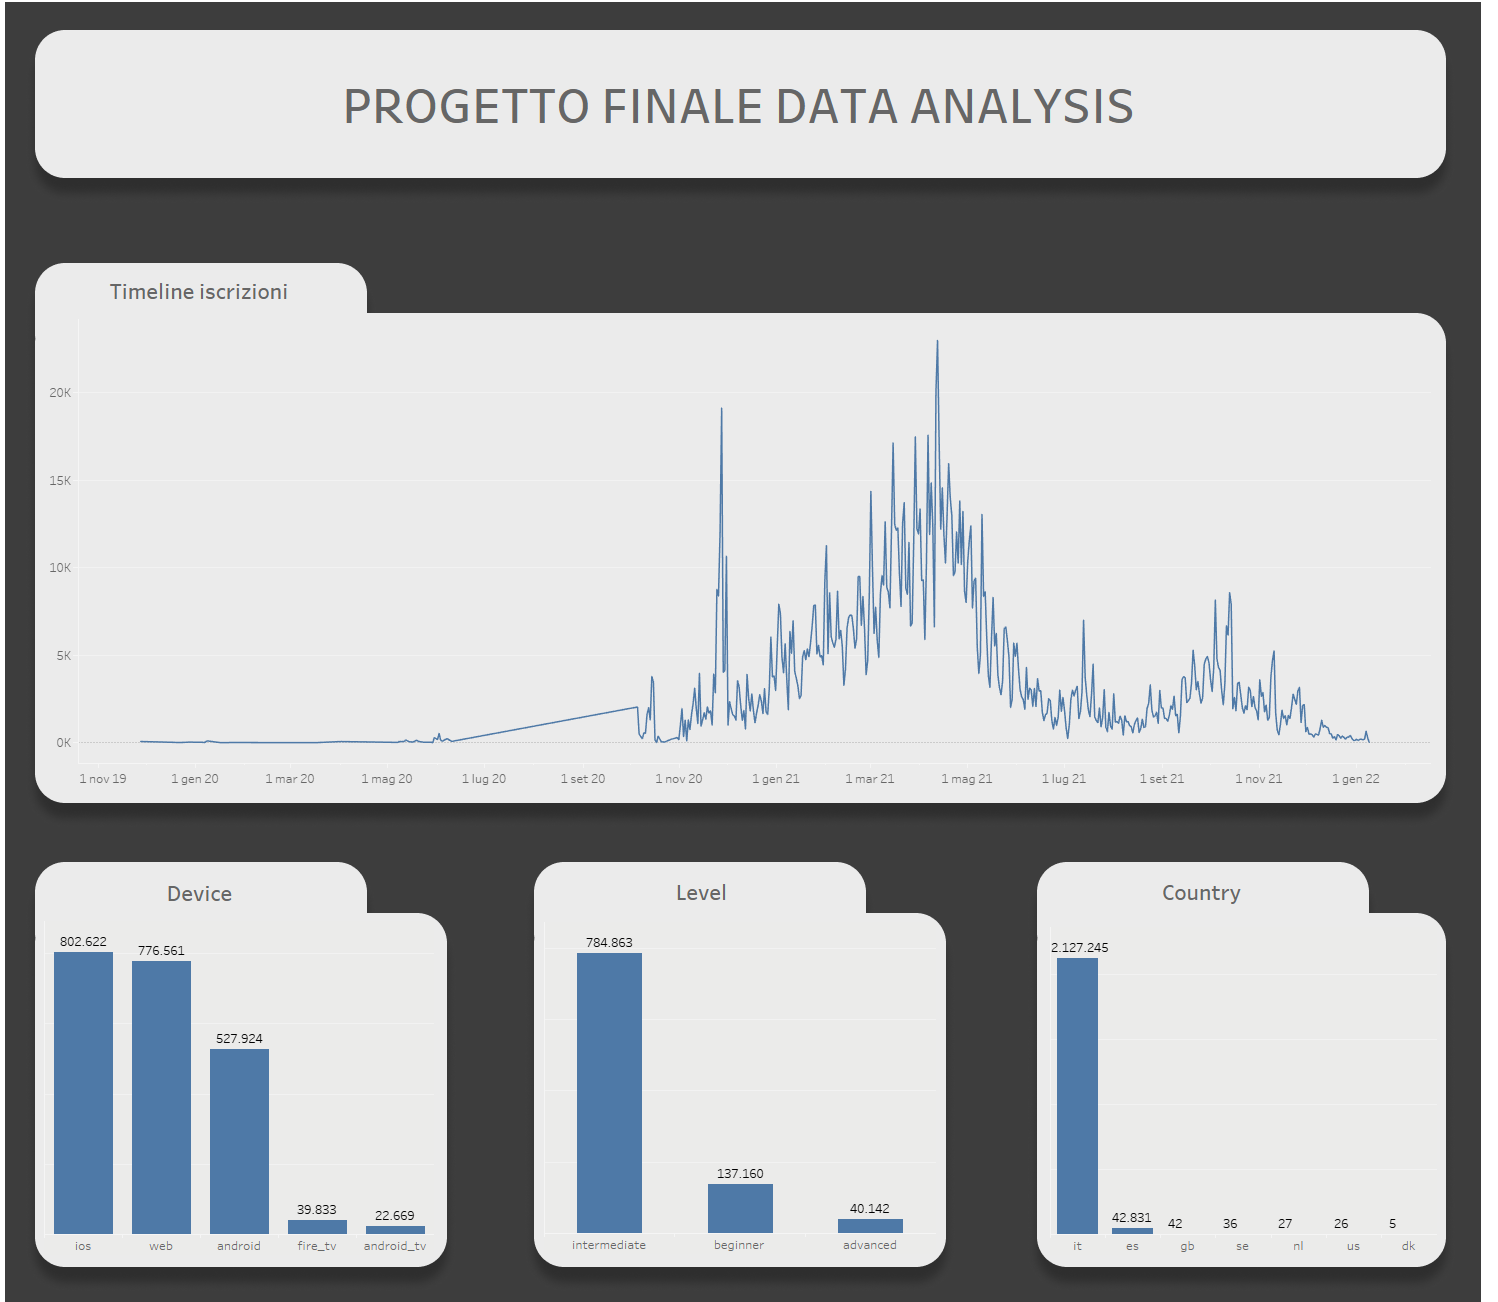 PROGETTO FINALE DATA ANALYSIS
Timeline iscrizioni
20K
15K
10K
5K
0K
1 nov 19 1 gen 20 1 mar 20 1 mag 20 1 lug 20 1 set 20 1 nov 20 1 gen 21 1 mar 21 1 mag 21 1 lug 21 1 set 21 1 nov 21 1 gen 22
Device
802.622
776.561
527.924
39.833
22.669
ios web android fire_tv android_tv
Level
784.863
137.160
40.142
intermediate beginner advanced
Country
2.127.245
42.831 42 36 27 26 5
it es gb se nl us dk